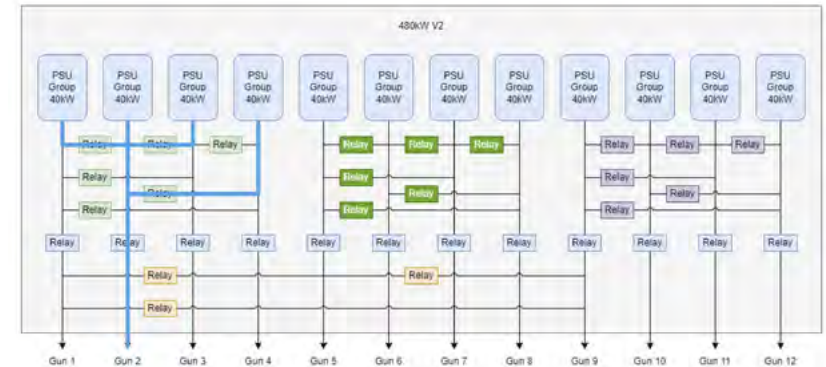 480kW V2
PSU Group 40kW PSU Group 40kW PSU Group 40kW PSU Group 40kW PSU Group 40kW PSU Group 40kW PSU Group 40kW PSU Group 40kW PSU Group 40kW PSU Group 40kW PSU Group 40kW PSU Group 40kW
Relay Relay Relay Relay Relay Relay Relay Relay Relay
Relay Relay Relay
Relay Relay Relay
Relay Relay Relay
Relay Relay Relay Relay Relay Relay Relay Relay Relay Relay Relay Relay
Relay Relay
Relay
Gun 1 Gun 2 Gun 3 Gun 4 Gun 5 Gun 6 Gun 7 Gun 8 Gun 9 Gun 10 Gun 11 Gun 12